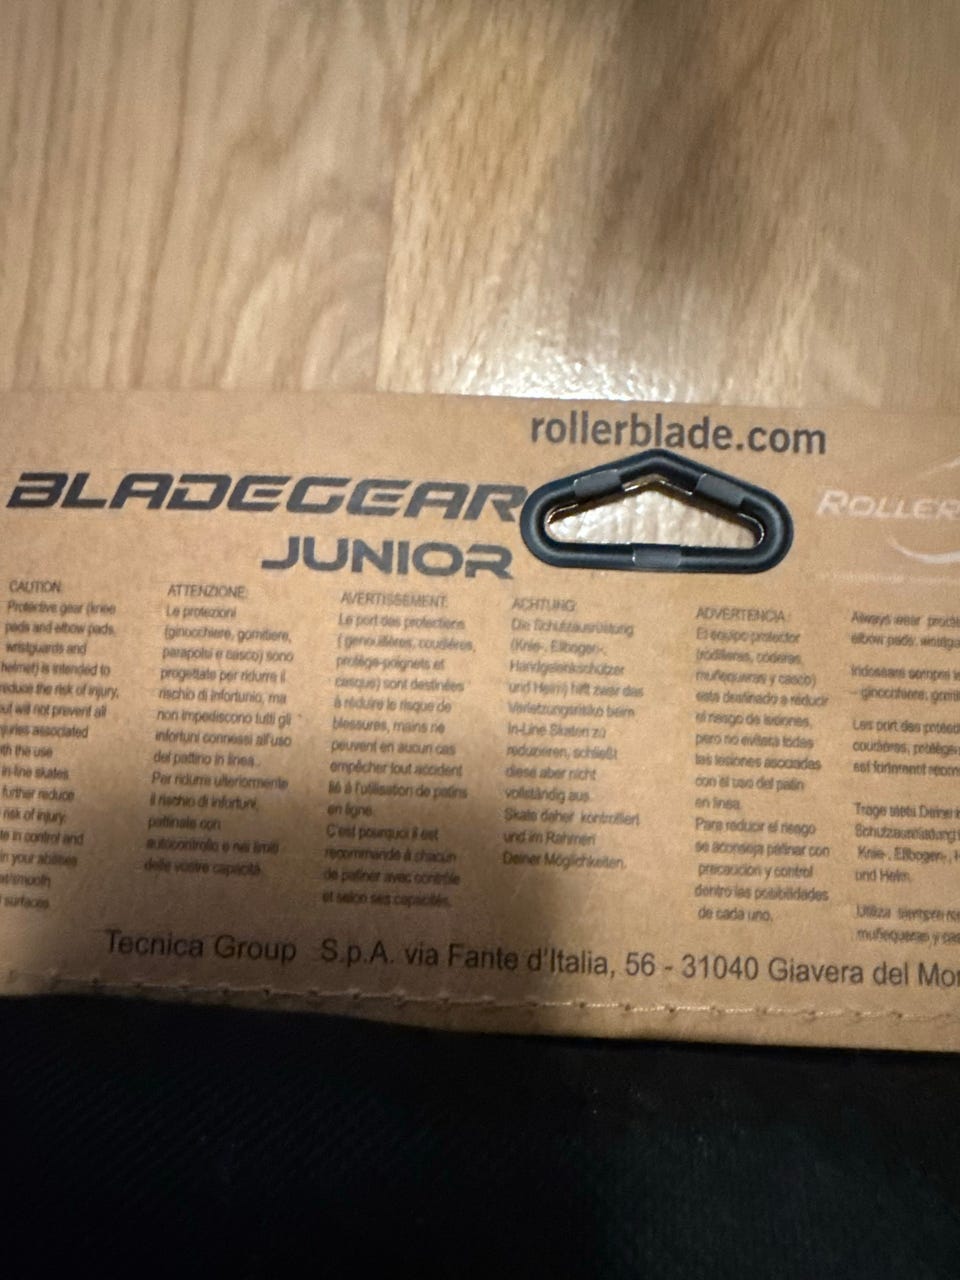 rollerblade.com
BLADEGEAR
JUNIOR
ROLLER
CAUTION:
Protective gear (knee
pads and elbow pads,
wristguards and
helmet) is intended to
reduce the risk of injury,
but will not prevent all
injuries associated
with the use
in-line skates.
further reduce
risk of injury
in control and
in your abilities
surfaces.
ATTENZIONE:
Le protezioni
(ginocchiere, gomitiere,
parapolsi e casco) sono
progettate per ridurre il
rischio di infortunio, ma
non impediscono tutti gli
infortuni connessi all'uso
del pattino in linea.
Per ridurre ulteriormente
il rischio di infortuni,
pattinate con
autocontrollo e nei limiti
delle vostre capacità.
AVERTISSEMENT:
Le port des protections
( genouillères, coudières,
protège-poignets et
casque) sont destinées
à réduire le risque de
blessures, mains ne
peuvent en aucun cas
empêcher tout accident
lié à l'utilisation de patins
en ligne.
C'est pourquoi il est
recommandé à chacun
de patiner avec contrôle
et selon ses capacités.
ACHTUNG:
Die Schutzausrüstung
(Knie-, Ellbogen-,
Handgelenkschützer
und Helm) hilft zwar das
Verletzungsrisiko beim
In-Line Skaten zu
reduzieren, schließt
diese aber nicht
vollständig aus.
Skate daher kontrolliert
und im Rahmen
Deiner Möglichkeiten.
ADVERTENCIA:
El equipo protector
(rodilleras, coderas,
muñequeras y casco)
está destinado a reducir
el riesgo de lesiones,
pero no evitara todas
las lesiones asociadas
con el uso del patin
en linea.
Para reducir el riesgo
se aconseja patinar con
precaución y control
dentro las posibilidades
de cada uno.
Always wear
elbow pads,
Indossare sempre
ginocchiere,
Les port des
coudières,
est fortement
Trage stets Deine
Schutzausrüstung
Knie-, Ellbogen-,
und Helm.
Utiliza siempre
muñequeras y
Tecnica Group S.p.A. via Fante d'Italia, 56 - 31040 Giavera del